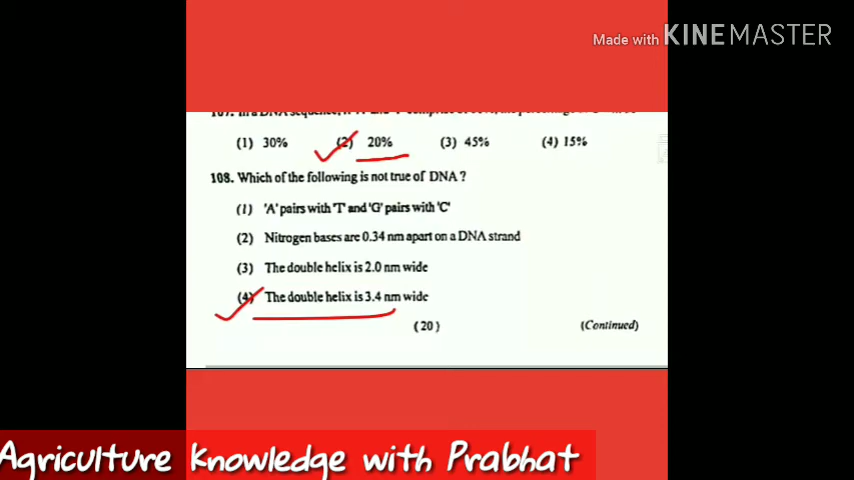 Made with KINEMASTER
(1) 30% (2) 20% (3) 45% (4) 15%
108. Which of the following is not true of DNA ?
(1) 'A' pairs with 'T' and 'G' pairs with 'C'
(2) Nitrogen bases are 0.34 nm apart on a DNA strand
(3) The double helix is 2.0 nm wide
(4) The double helix is 3.4 nm wide
(20) (Continued)
Agriculture Knowledge with Prabhat